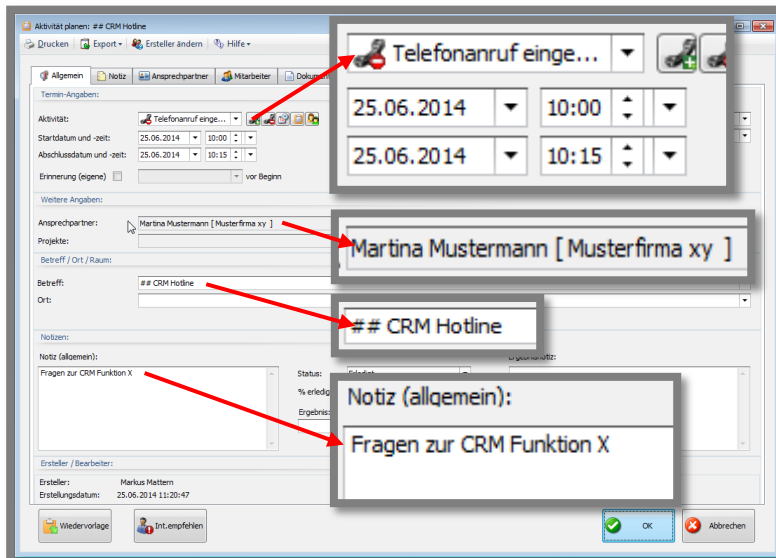 Aktivität planen: ## CRM Hotline
Drucken Export Ersteller ändern Hilfe
Allgemein Notiz Ansprechpartner Mitarbeiter Dokumen
Termin-Angaben:
Aktivität: Telefonanruf einge...
Startdatum und -zeit: 25.06.2014 10:00
Abschlussdatum und -zeit: 25.06.2014 10:15
Erinnerung (eigene) vor Beginn
Telefonanruf einge...
25.06.2014 10:00
25.06.2014 10:15
Weitere Angaben:
Ansprechpartner: Martina Mustermann [ Musterfirma xy ]
Projekte:
Martina Mustermann [ Musterfirma xy ]
Betreff / Ort / Raum:
Betreff: ## CRM Hotline
Ort:
## CRM Hotline
Notizen:
Notiz (allgemein):
Fragen zur CRM Funktion X
Status:
% erledig
Ergebnis:
Notiz (allgemein):
Fragen zur CRM Funktion X
Ersteller / Bearbeiter:
Ersteller: Markus Mattern
Erstellungsdatum: 25.06.2014 11:20:47
Wiedervorlage Int.empfehlen OK Abbrechen